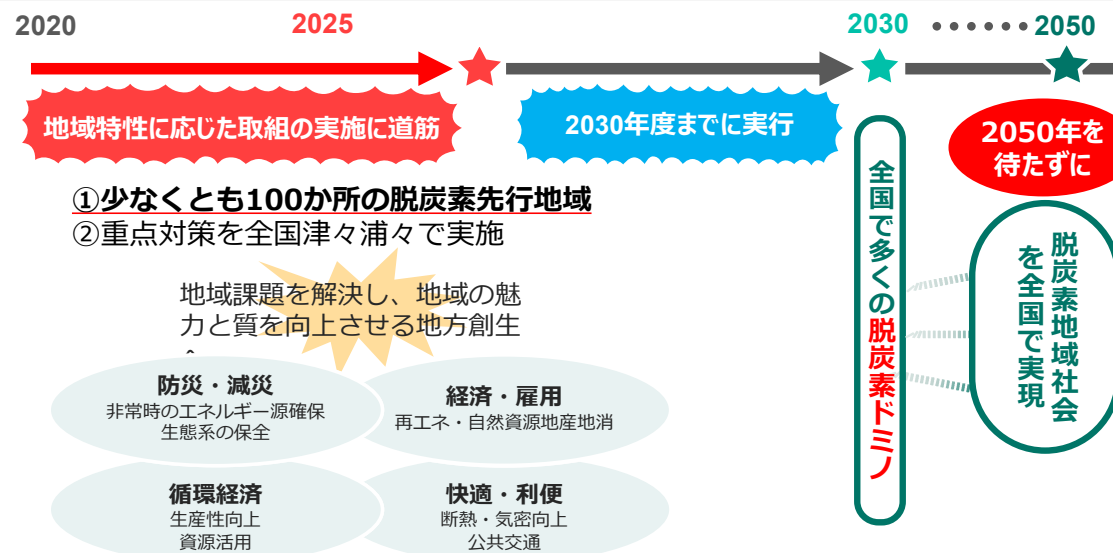 2020
2025
2030
2050
地域特性に応じた取組の実施に道筋
2030年度までに実行
2050年を
待たずに
①少なくとも100か所の脱炭素先行地域
②重点対策を全国津々浦々で実施
地域課題を解決し、地域の魅
力と質を向上させる地方創生
へ
防災・減災
非常時のエネルギー源確保
生態系の保全
経済・雇用
再エネ・自然資源地産地消
循環経済
生産性向上
資源活用
快適・利便
断熱・気密向上
公共交通
全国で多くの脱炭素ドミノ
脱炭素地域社会
を全国で実現